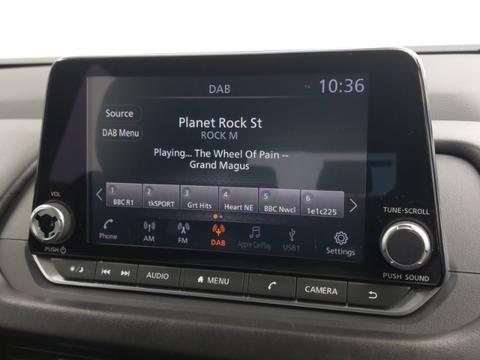 DAB
10:36
Source
DAB Menu
Planet Rock St
ROCK M
Playing... The Wheel Of Pain --
Grand Magus
1 2 3 4 5 6
BBC R1 tkSPORT Grt Hits Heart NE BBC Nwcl 1e1c225
VOL
TUNE-SCROLL
Phone AM FM DAB Apple CarPlay USB1 Settings
PUSH
PUSH SOUND
AUDIO MENU CAMERA